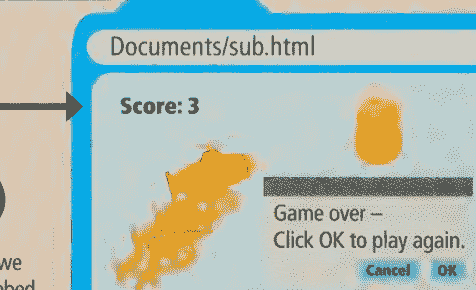 Documents/sub.html
Score: 3
Game over –
Click OK to play again.
Cancel OK
we